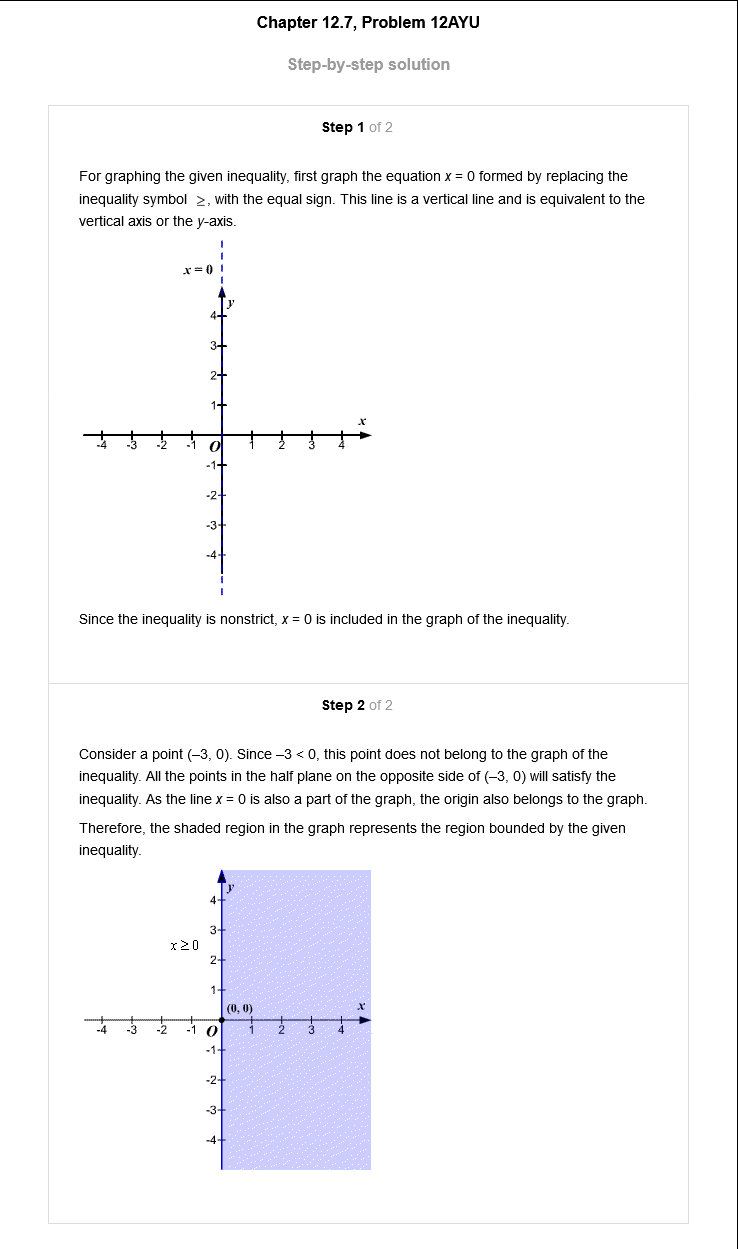 Chapter 12.7, Problem 12AYU
Step-by-step solution
Step 1 of 2
For graphing the given inequality, first graph the equation x = 0 formed by replacing the
inequality symbol ≥, with the equal sign. This line is a vertical line and is equivalent to the
vertical axis or the y-axis.
x = 0
y
4
3
2
1
x
-4 -3 -2 -1 O 1 2 3 4
-1
-2
-3
-4
Since the inequality is nonstrict, x = 0 is included in the graph of the inequality.
Step 2 of 2
Consider a point (–3, 0). Since –3 < 0, this point does not belong to the graph of the
inequality. All the points in the half plane on the opposite side of (–3, 0) will satisfy the
inequality. As the line x = 0 is also a part of the graph, the origin also belongs to the graph.
Therefore, the shaded region in the graph represents the region bounded by the given
inequality.
y
4
3
x ≥ 0
2
1
(0, 0) x
-4 -3 -2 -1 O 1 2 3 4
-1
-2
-3
-4